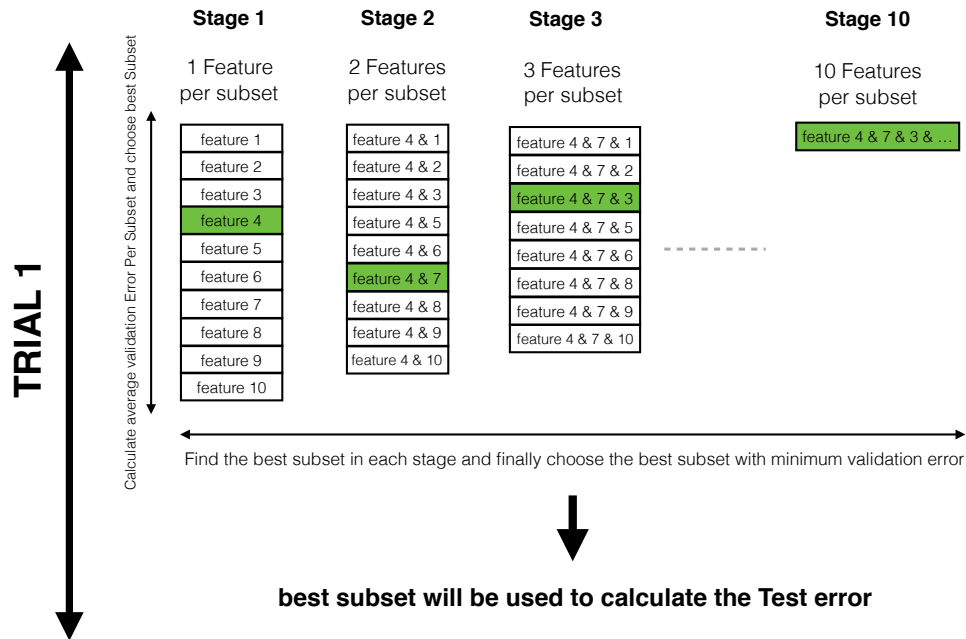 Stage 1
Stage 2
Stage 3
Stage 10
1 Feature
per subset
2 Features
per subset
3 Features
per subset
10 Features
per subset
TRIAL 1
Calculate average validation Error Per Subset and choose best Subset
feature 1
feature 2
feature 3
feature 4
feature 5
feature 6
feature 7
feature 8
feature 9
feature 10
feature 4 & 1
feature 4 & 2
feature 4 & 3
feature 4 & 5
feature 4 & 6
feature 4 & 7
feature 4 & 8
feature 4 & 9
feature 4 & 10
feature 4 & 7 & 1
feature 4 & 7 & 2
feature 4 & 7 & 3
feature 4 & 7 & 5
feature 4 & 7 & 6
feature 4 & 7 & 8
feature 4 & 7 & 9
feature 4 & 7 & 10
feature 4 & 7 & 3 & …
Find the best subset in each stage and finally choose the best subset with minimum validation error
best subset will be used to calculate the Test error